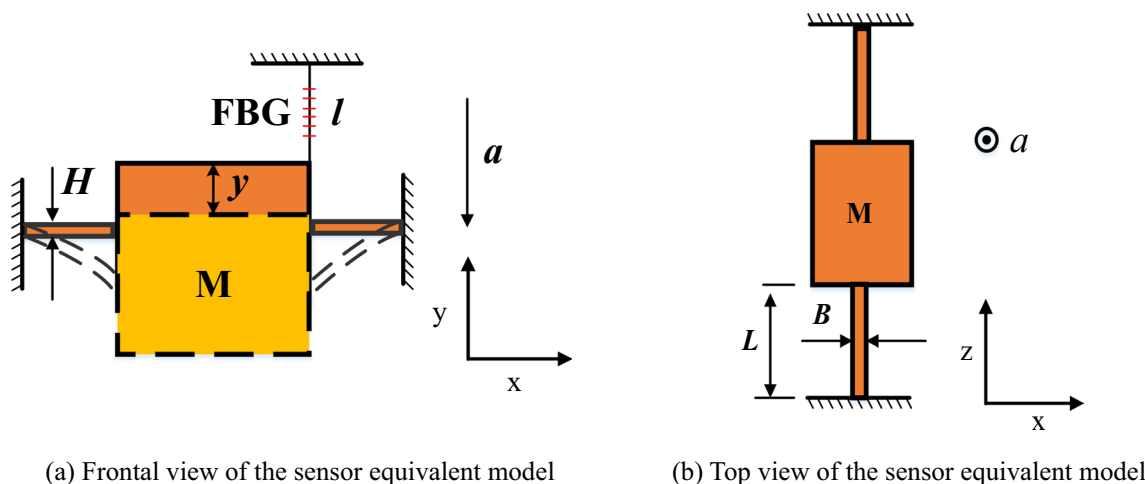 FBG l
a
H
y
M
y
x
(a) Frontal view of the sensor equivalent model
a
M
B
L
z
x
(b) Top view of the sensor equivalent model